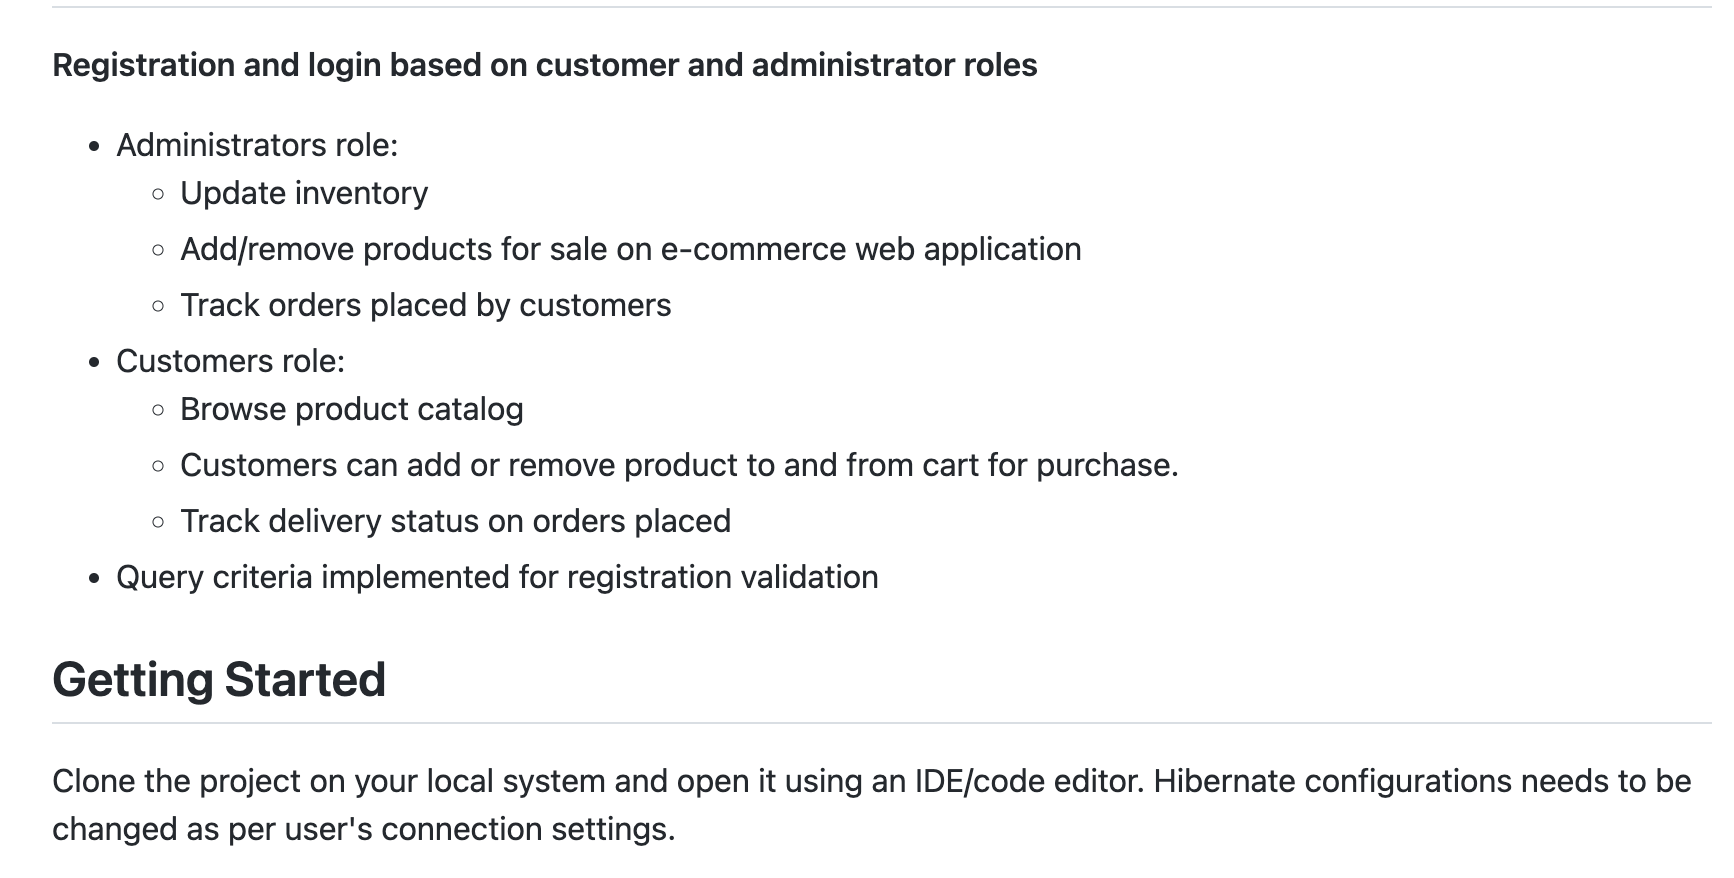 Registration and login based on customer and administrator roles
Administrators role:
Update inventory
Add/remove products for sale on e-commerce web application
Track orders placed by customers
Customers role:
Browse product catalog
Customers can add or remove product to and from cart for purchase.
Track delivery status on orders placed
Query criteria implemented for registration validation
Getting Started
Clone the project on your local system and open it using an IDE/code editor. Hibernate configurations needs to be
changed as per user's connection settings.